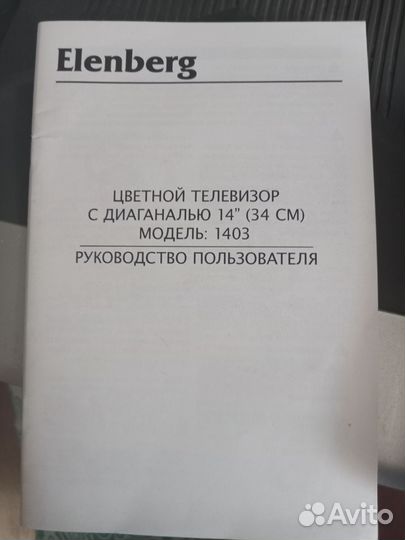 Elenberg
ЦВЕТНОЙ ТЕЛЕВИЗОР
С ДИАГАНАЛЬЮ 14” (34 СМ)
МОДЕЛЬ: 1403
РУКОВОДСТВО ПОЛЬЗОВАТЕЛЯ
Avito